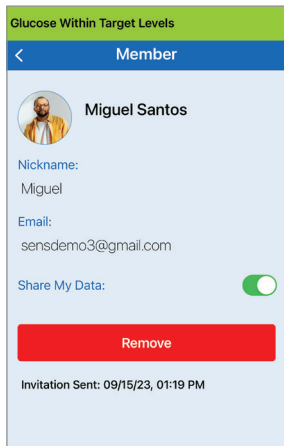 Glucose Within Target Levels
Member
Miguel Santos
Nickname:
Miguel
Email:
sensdemo3@gmail.com
Share My Data:
Remove
Invitation Sent: 09/15/23, 01:19 PM